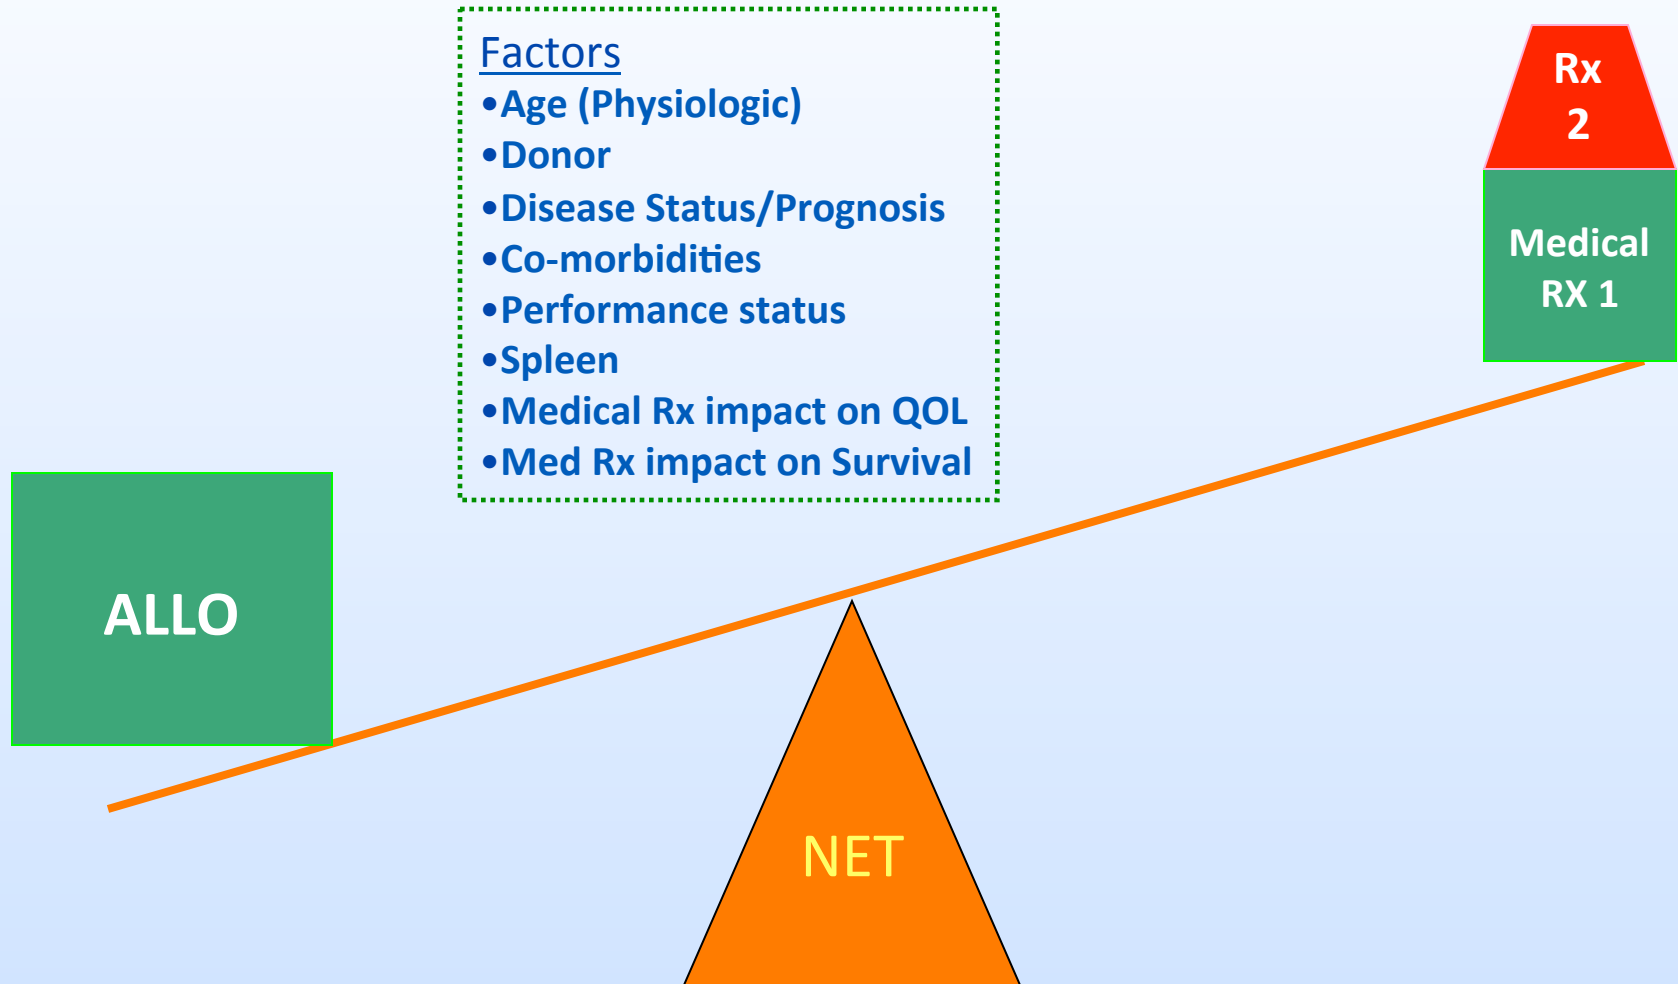 Factors
•Age (Physiologic)
•Donor
•Disease Status/Prognosis
•Co-morbidities
•Performance status
•Spleen
•Medical Rx impact on QOL
•Med Rx impact on Survival
Rx
2
Medical
RX 1
ALLO
NET